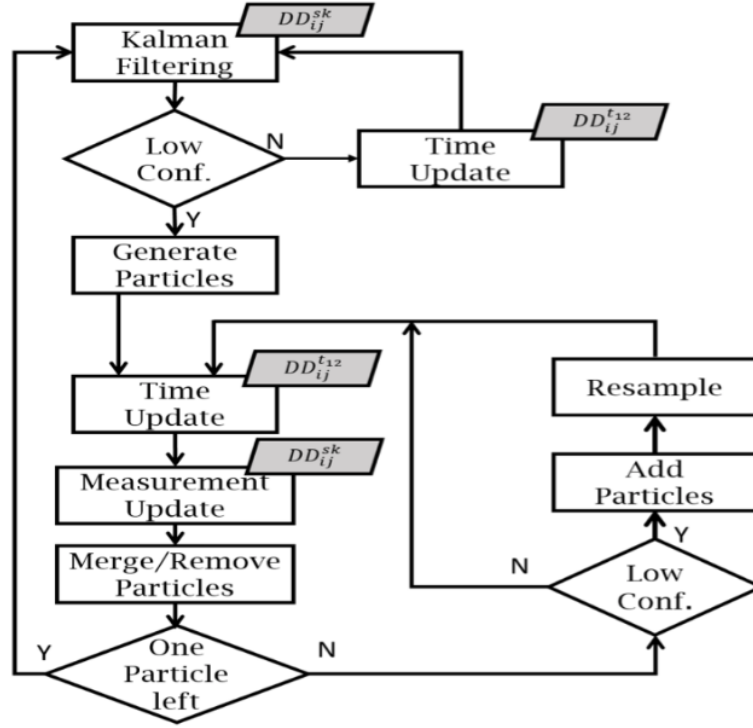 DD_{ij}^{sk}
Kalman
Filtering
Low
Conf.
N
DD_{ij}^{t_{12}}
Time
Update
Y
Generate
Particles
DD_{ij}^{t_{12}}
Time
Update
Resample
DD_{ij}^{sk}
Measurement
Update
Add
Particles
Merge/Remove
Particles
Y
N
Low
Conf.
Y
One
Particle
left
N